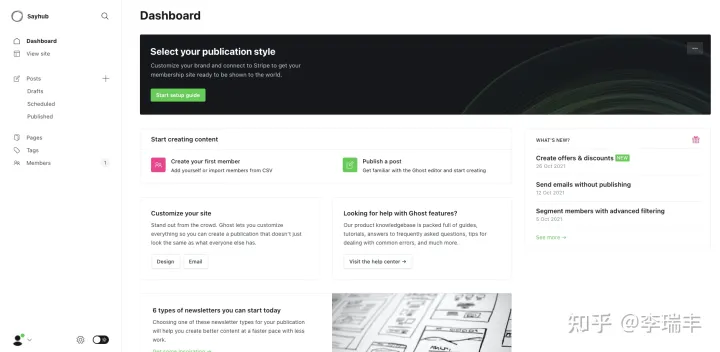 Sayhub
Dashboard
View site
Posts
Drafts
Scheduled
Published
Pages
Tags
Members
1
Dashboard
Select your publication style
Customize your brand and connect to Stripe to get your
membership site ready to be shown to the world.
Start setup guide
Start creating content
Create your first member
Add yourself or import members from CSV
Publish a post
Get familiar with the Ghost editor and start creating
Customize your site
Stand out from the crowd. Ghost lets you customize
everything so you can create a publication that doesn't just
look the same as what everyone else has.
Design
Email
Looking for help with Ghost features?
Our product knowledgebase is packed full of guides,
tutorials, answers to frequently asked questions, tips for
dealing with common errors, and much more.
Visit the help center →
6 types of newsletters you can start today
Choosing one of these newsletter types for your publication
will help you create better content at a faster pace with less
work.
WHAT'S NEW?
Create offers & discounts NEW
26 Oct 2021
Send emails without publishing
12 Oct 2021
Segment members with advanced filtering
5 Oct 2021
See more →
知乎 @李瑞丰